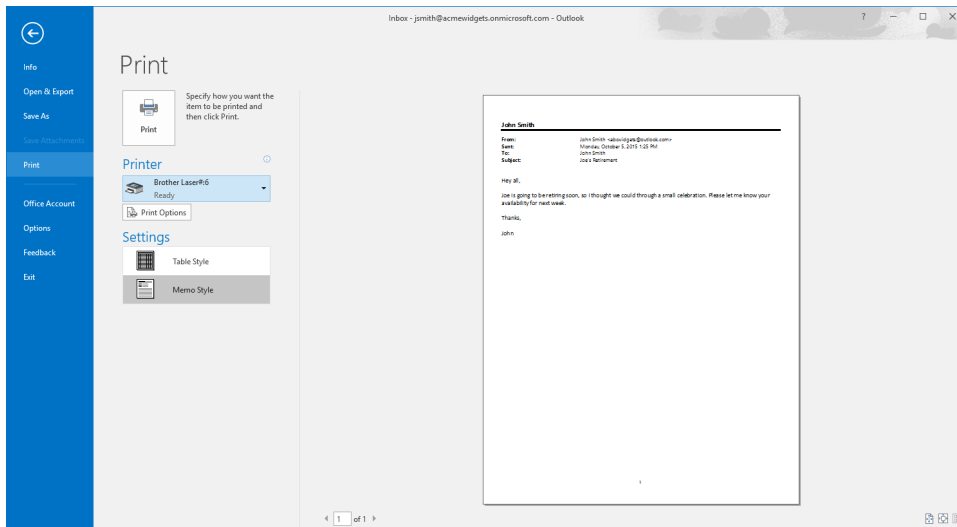 Inbox - jsmith@acmewidgets.onmicrosoft.com - Outlook
?
Info
Open & Export
Save As
Save Attachments
Print
Office Account
Options
Feedback
Exit
Print
Print
Specify how you want the
item to be printed and
then click Print.
Printer
Brother Laser#:6
Ready
Print Options
Settings
Table Style
Memo Style
John Smith
From: John Smith <abowidgets@outlook.com>
Sent: Monday, October 5, 2015 1:25 PM
To: John Smith
Subject: Joe's Retirement
Hey all,
Joe is going to be retiring soon, so I thought we could through a small celebration. Please let me know your
availability for next week.
Thanks,
John
1
1 of 1